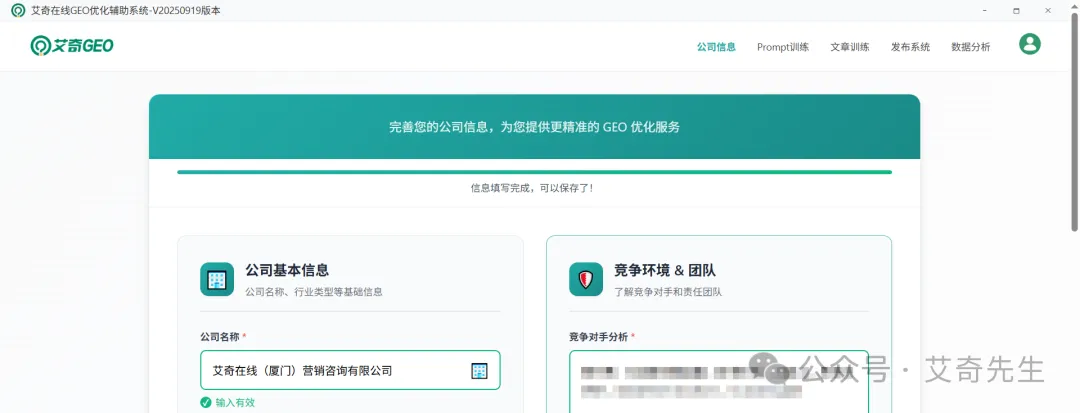 艾奇在线GEO优化辅助系统-V20250919版本
艾奇GEO
公司信息 Prompt训练 文章训练 发布系统 数据分析
完善您的公司信息，为您提供更精准的 GEO 优化服务
信息填写完成，可以保存了！
公司基本信息
公司名称、行业类型等基础信息
公司名称 *
艾奇在线（厦门）营销咨询有限公司
输入有效
竞争环境 & 团队
了解竞争对手和责任团队
竞争对手分析 *
公众号 · 艾奇先生